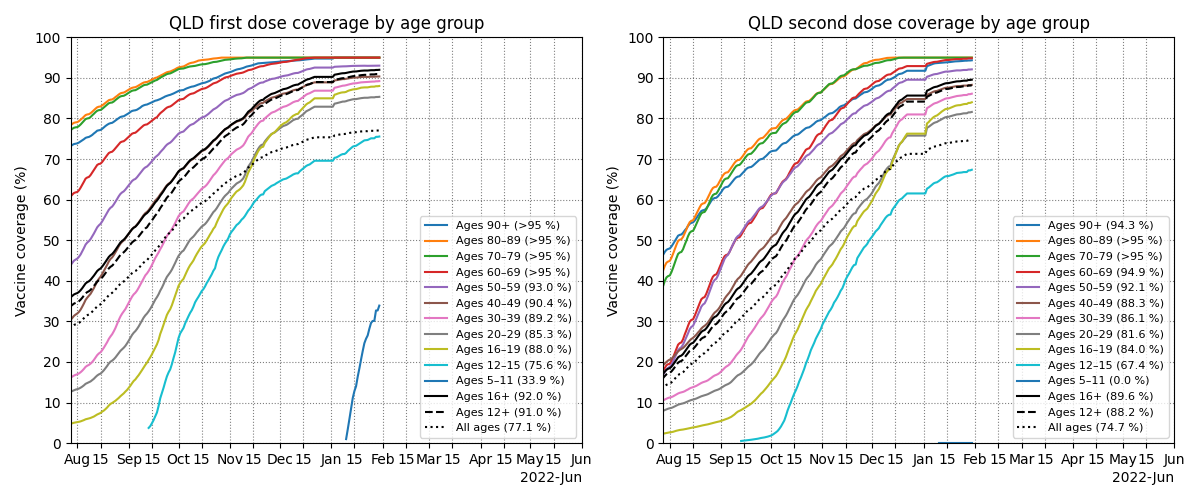 QLD first dose coverage by age group
Vaccine coverage (%)
100
90
80
70
60
50
40
30
20
10
0
Ages 90+ (>95 %)
Ages 80–89 (>95 %)
Ages 70–79 (>95 %)
Ages 60–69 (>95 %)
Ages 50–59 (93.0 %)
Ages 40–49 (90.4 %)
Ages 30–39 (89.2 %)
Ages 20–29 (85.3 %)
Ages 16–19 (88.0 %)
Ages 12–15 (75.6 %)
Ages 5–11 (33.9 %)
Ages 16+ (92.0 %)
Ages 12+ (91.0 %)
All ages (77.1 %)
Aug 15 Sep 15 Oct 15 Nov 15 Dec 15 Jan 15 Feb 15 Mar 15 Apr 15 May 15 Jun
2022-Jun
QLD second dose coverage by age group
Vaccine coverage (%)
100
90
80
70
60
50
40
30
20
10
0
Ages 90+ (94.3 %)
Ages 80–89 (>95 %)
Ages 70–79 (>95 %)
Ages 60–69 (94.9 %)
Ages 50–59 (92.1 %)
Ages 40–49 (88.3 %)
Ages 30–39 (86.1 %)
Ages 20–29 (81.6 %)
Ages 16–19 (84.0 %)
Ages 12–15 (67.4 %)
Ages 5–11 (0.0 %)
Ages 16+ (89.6 %)
Ages 12+ (88.2 %)
All ages (74.7 %)
Aug 15 Sep 15 Oct 15 Nov 15 Dec 15 Jan 15 Feb 15 Mar 15 Apr 15 May 15 Jun
2022-Jun